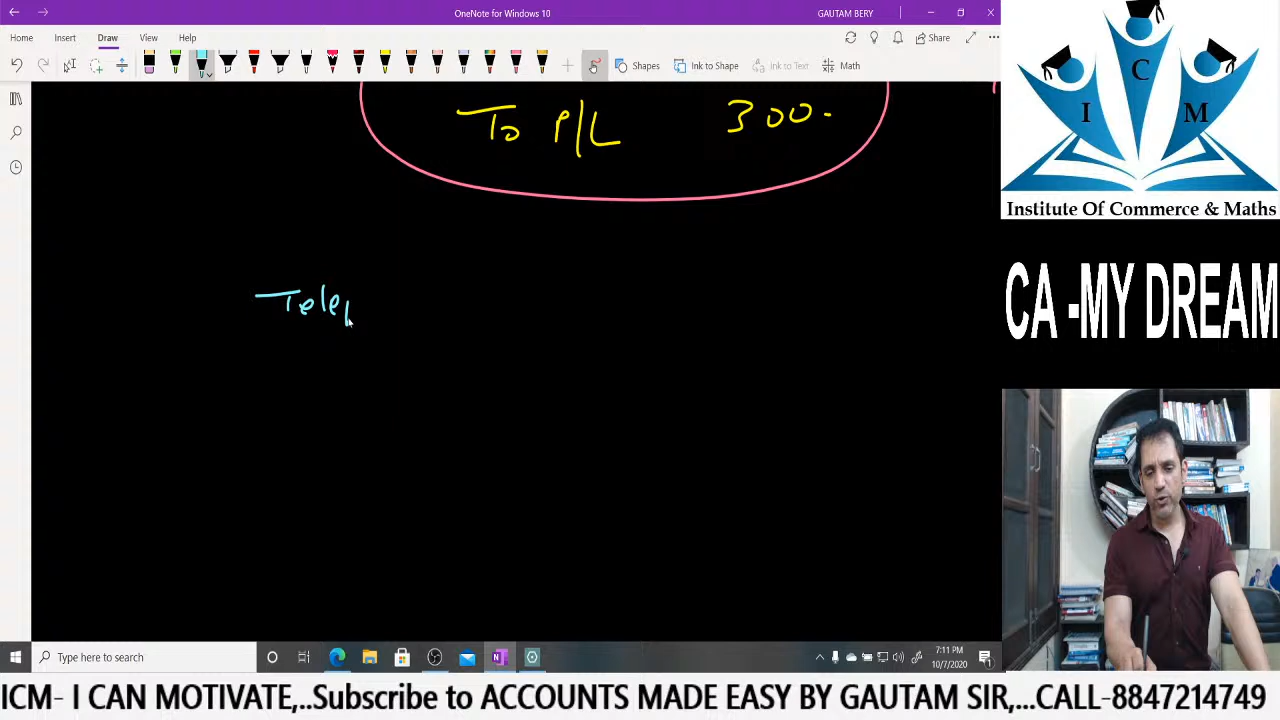 OneNote for Windows 10
GAUTAM BERY
Home Insert Draw View Help
Share
Shapes Ink to Shape Ink to Text Math
To P/L 300-
Telep
I C M
Institute Of Commerce & Maths
CA -MY DREAM
Type here to search
7:11 PM
10/7/2020
ICM- I CAN MOTIVATE,..Subscribe to ACCOUNTS MADE EASY BY GAUTAM SIR,...CALL-8847214749